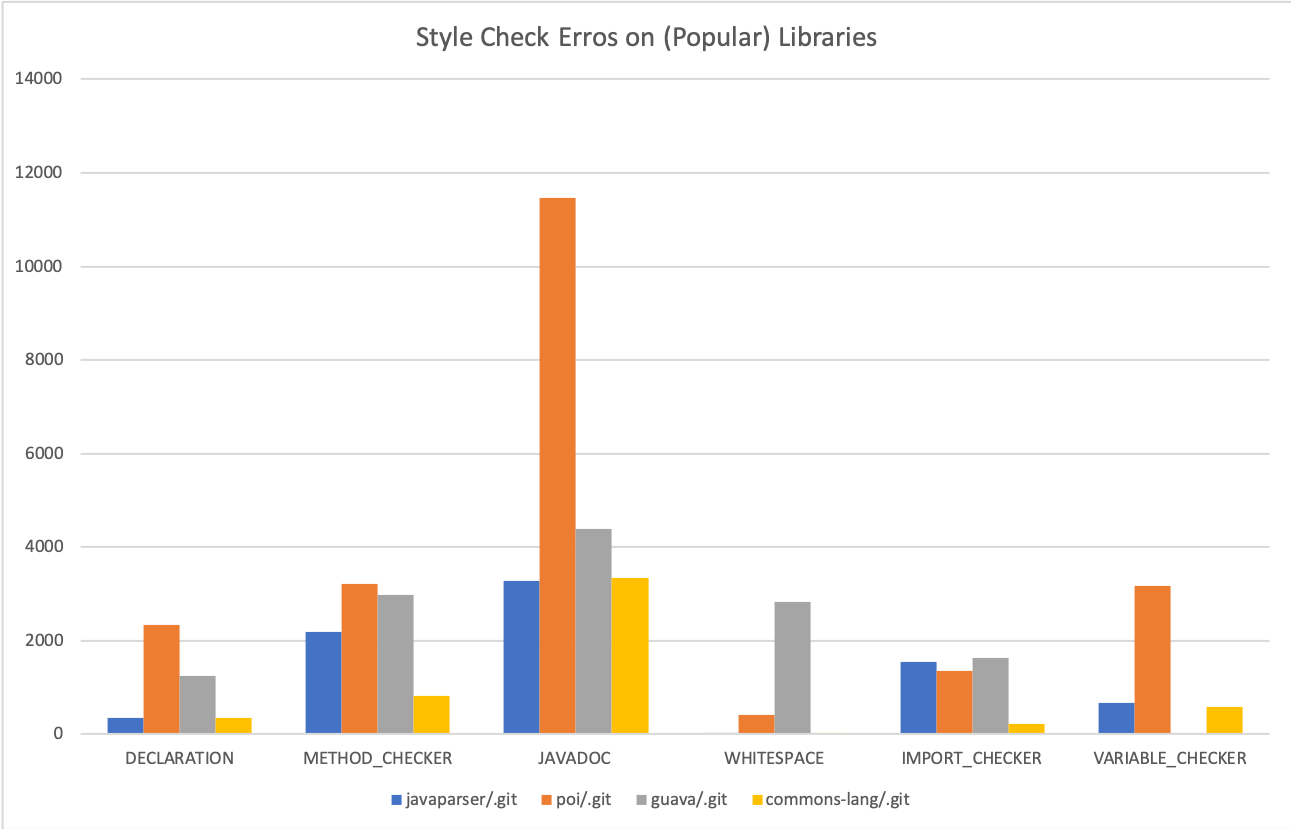 Style Check Erros on (Popular) Libraries
14000
12000
10000
8000
6000
4000
2000
0
DECLARATION METHOD_CHECKER JAVADOC WHITESPACE IMPORT_CHECKER VARIABLE_CHECKER
javaparser/.git poi/.git guava/.git commons-lang/.git